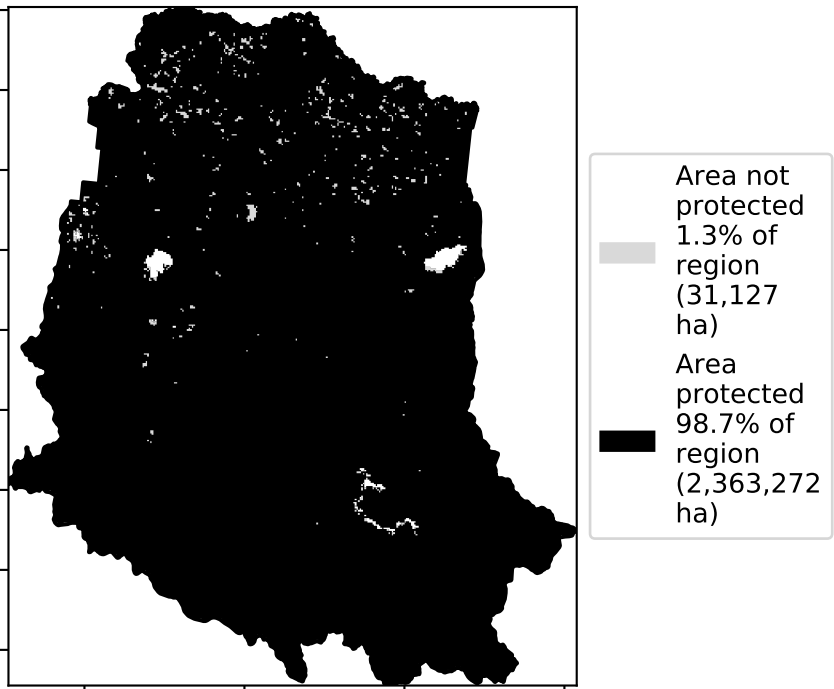 Area not
protected
1.3% of
region
(31,127
ha)
Area
protected
98.7% of
region
(2,363,272
ha)